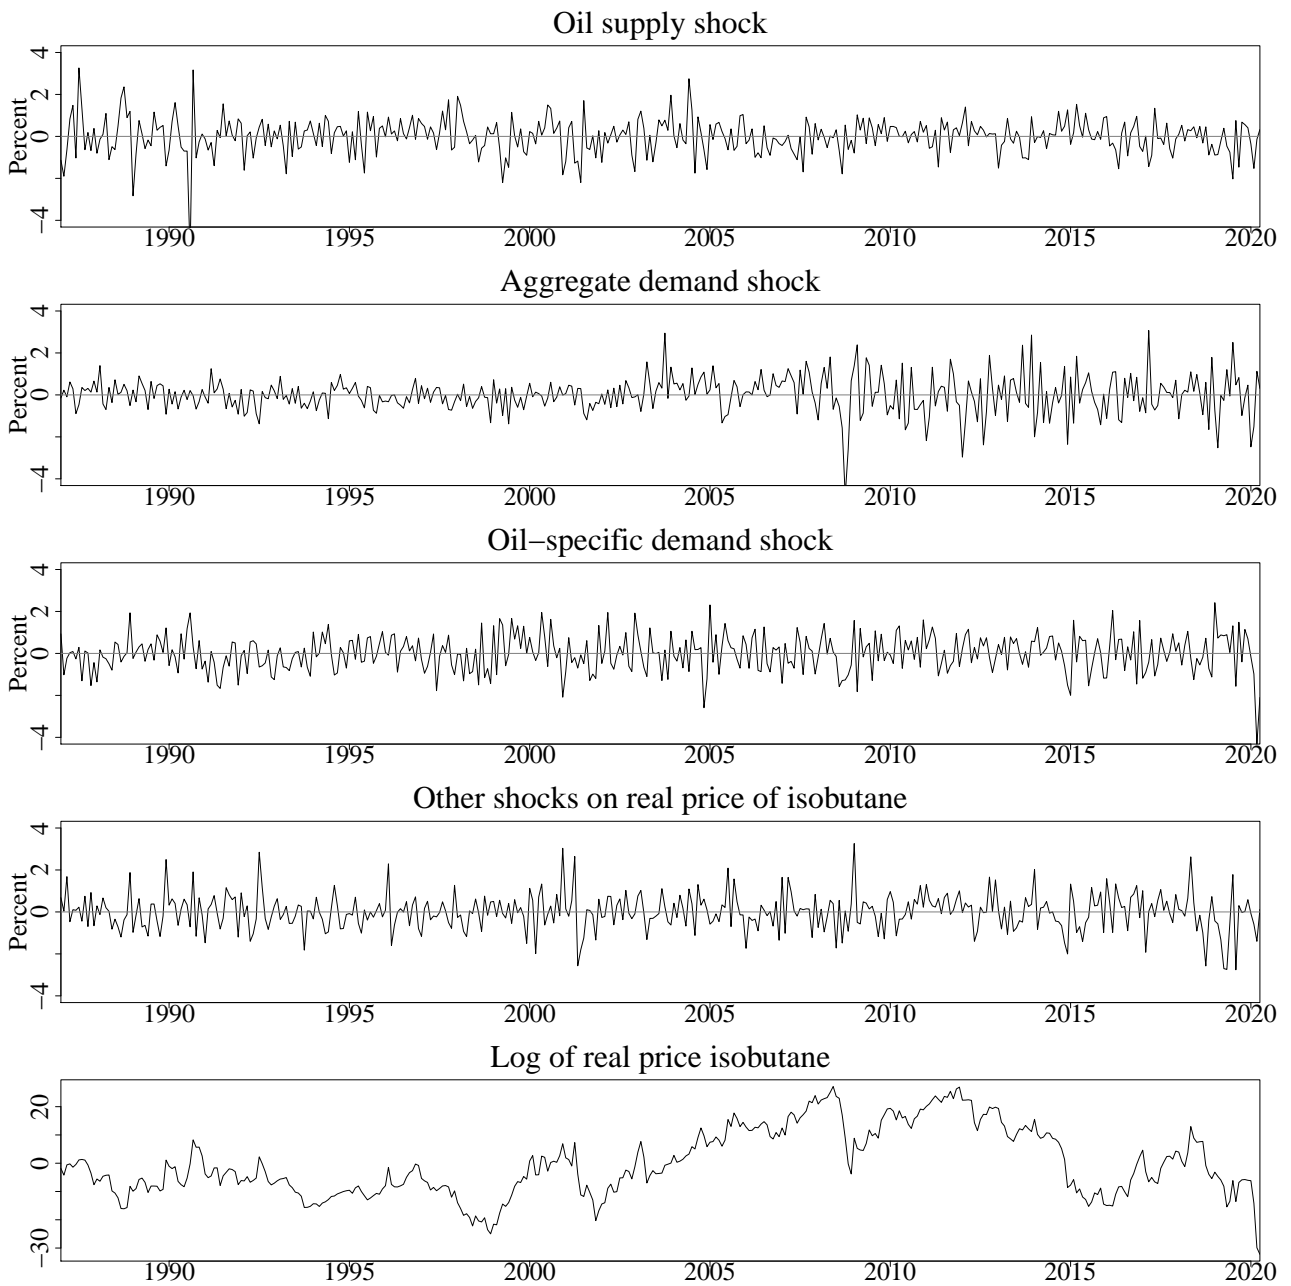 Oil supply shock
Percent
4
2
0
−4
1990 1995 2000 2005 2010 2015 2020
Aggregate demand shock
Percent
4
2
0
−4
1990 1995 2000 2005 2010 2015 2020
Oil−specific demand shock
Percent
4
2
0
−4
1990 1995 2000 2005 2010 2015 2020
Other shocks on real price of isobutane
Percent
4
2
0
−4
1990 1995 2000 2005 2010 2015 2020
Log of real price isobutane
20
0
−30
1990 1995 2000 2005 2010 2015 2020